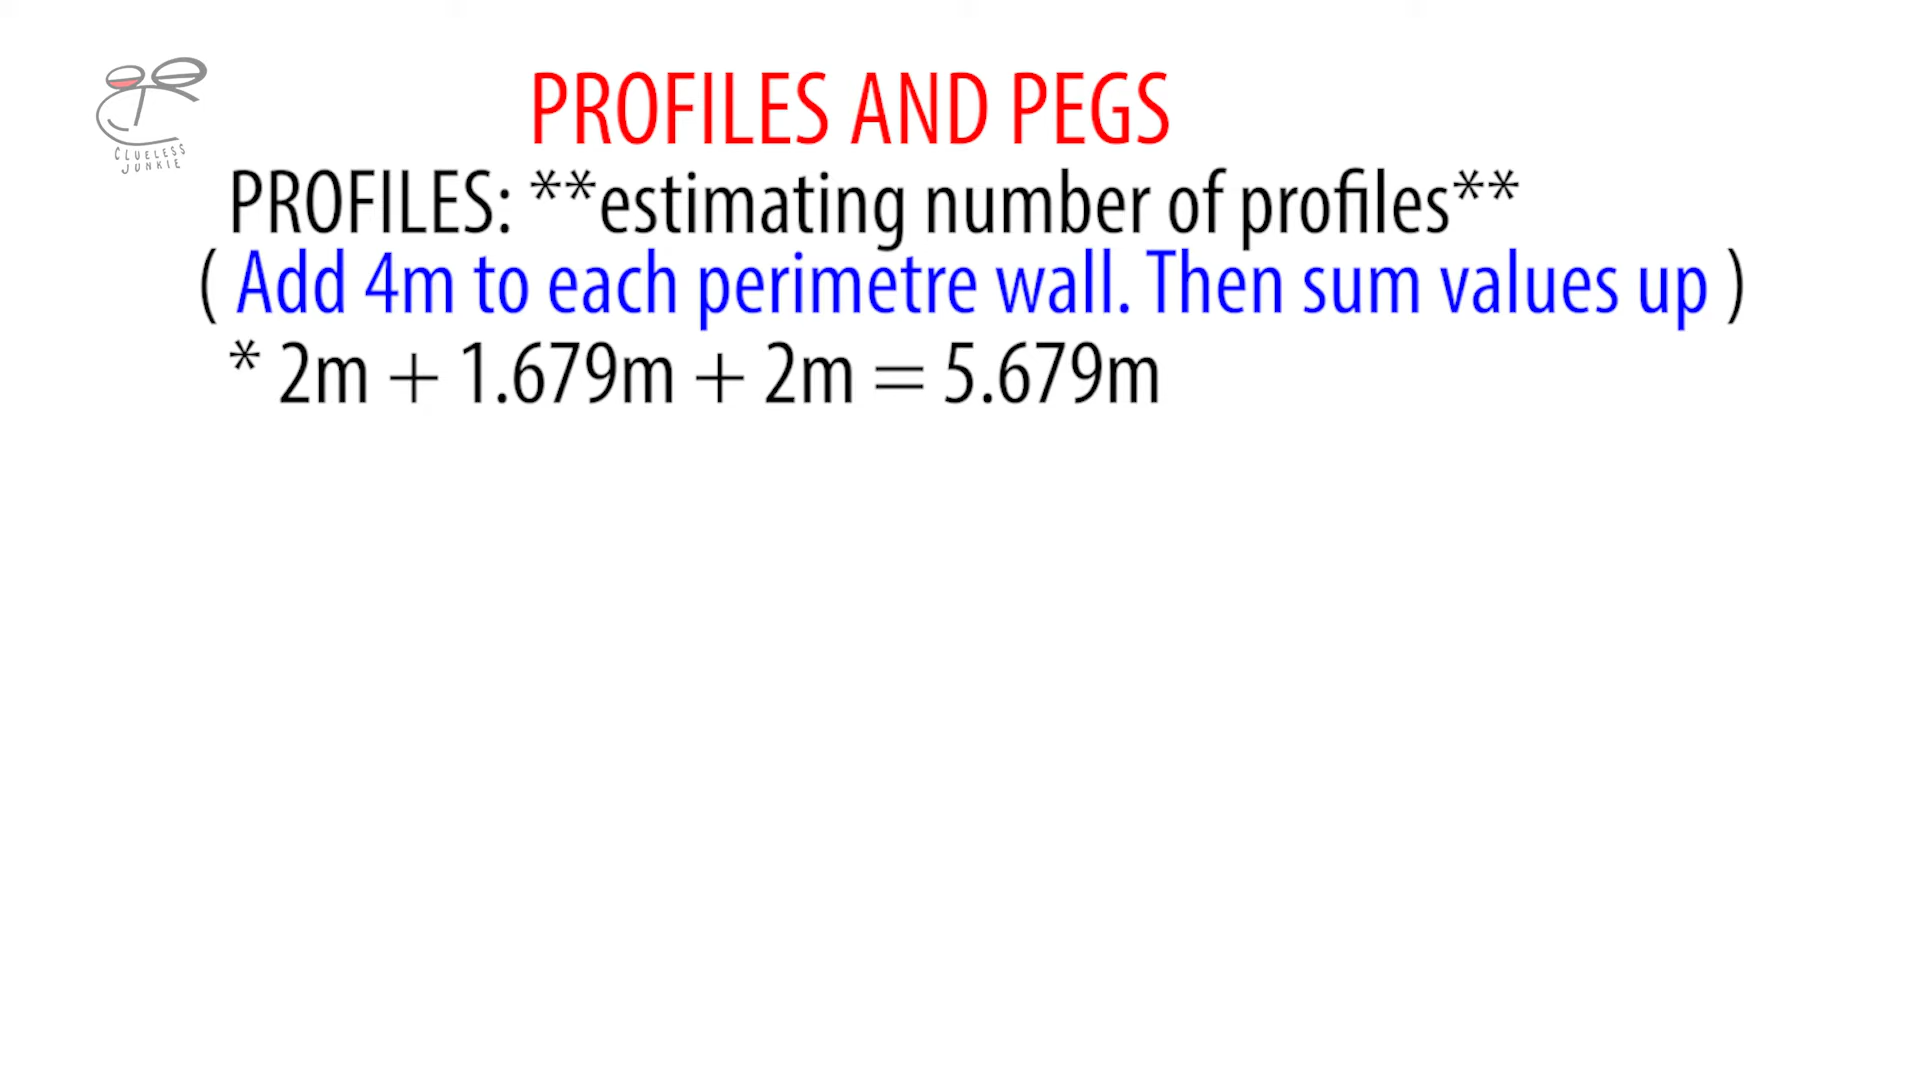 CLUELESS
JUNKIE
PROFILES AND PEGS
PROFILES: **estimating number of profiles**
( Add 4m to each perimetre wall. Then sum values up )
* 2m + 1.679m + 2m = 5.679m